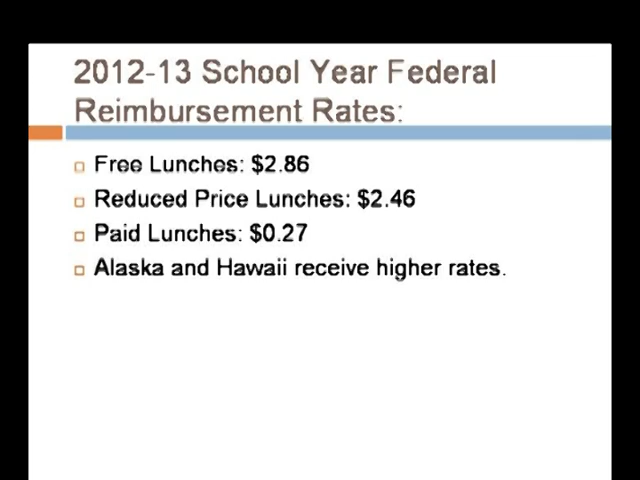 2012-13 School Year Federal
Reimbursement Rates:
Free Lunches: $2.86
Reduced Price Lunches: $2.46
Paid Lunches: $0.27
Alaska and Hawaii receive higher rates.